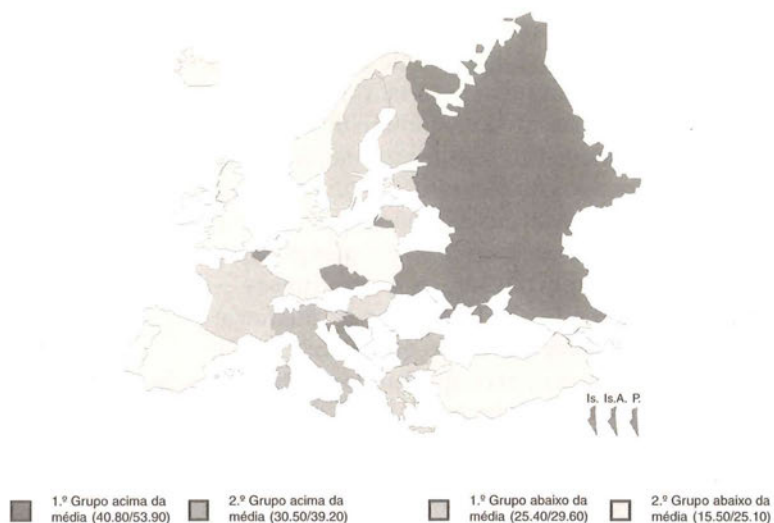 Is. Is.A. P.
1.º Grupo acima da
média (40.80/53.90)
2.º Grupo acima da
média (30.50/39.20)
1.º Grupo abaixo da
média (25.40/29.60)
2.º Grupo abaixo da
média (15.50/25.10)